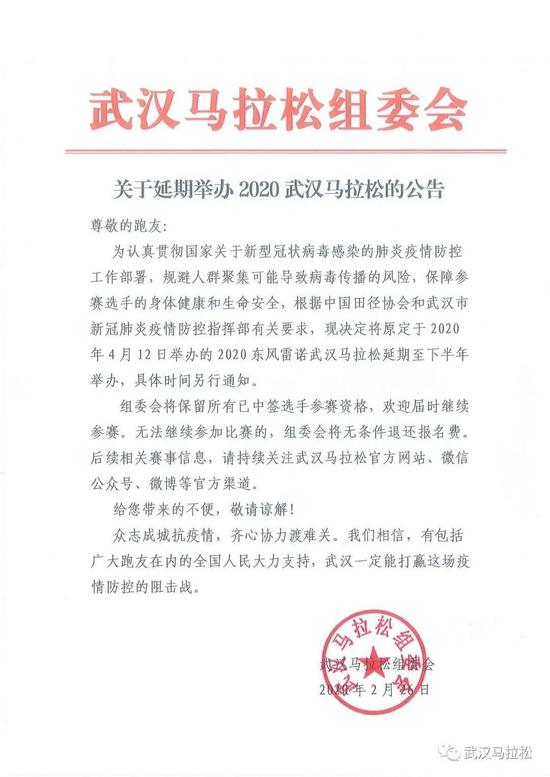 武汉马拉松组委会
关于延期举办 2020 武汉马拉松的公告
尊敬的跑友：
为认真贯彻国家关于新型冠状病毒感染的肺炎疫情防控
工作部署，规避人群聚集可能导致病毒传播的风险，保障参
赛选手的身体健康和生命安全，根据中国田径协会和武汉市
新冠肺炎疫情防控指挥部有关要求，现决定将原定于 2020
年 4 月 12 日举办的 2020 东风雷诺武汉马拉松延期至下半年
举办，具体时间另行通知。
组委会将保留所有已中签选手参赛资格，欢迎届时继续
参赛。无法继续参加比赛的，组委会将无条件退还报名费。
后续相关赛事信息，请持续关注武汉马拉松官方网站、微信
公众号、微博等官方渠道。
给您带来的不便，敬请谅解！
众志成城抗疫情，齐心协力渡难关。我们相信，有包括
广大跑友在内的全国人民大力支持，武汉一定能打赢这场疫
情防控的阻击战。
武汉马拉松组委会
武汉马拉松组委会
2020 年 2 月 26 日
武汉马拉松